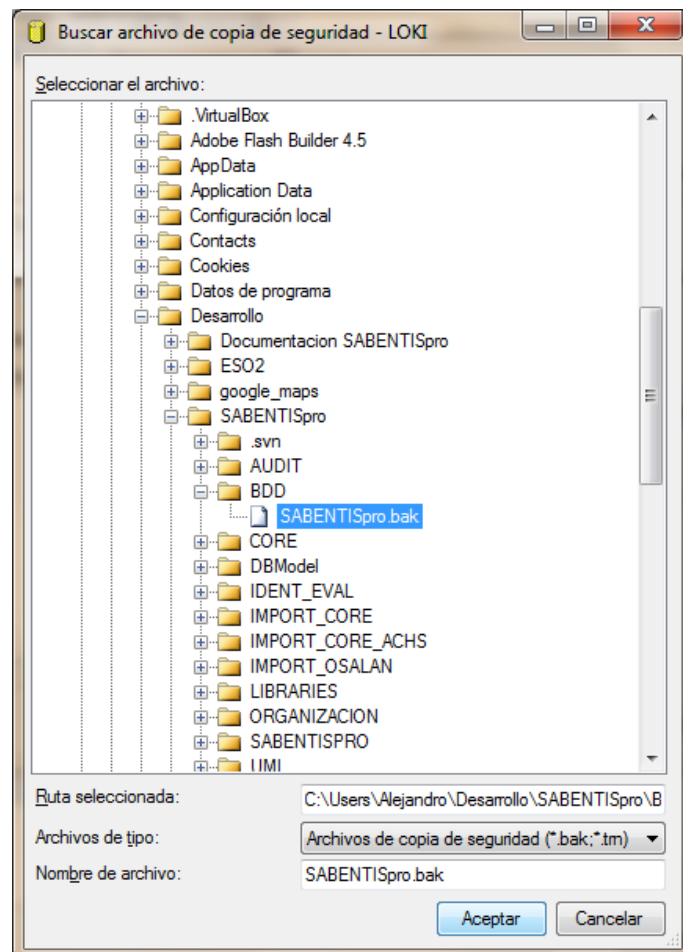 Buscar archivo de copia de seguridad - LOKI
Seleccionar el archivo:
.VirtualBox
Adobe Flash Builder 4.5
AppData
Application Data
Configuración local
Contacts
Cookies
Datos de programa
Desarrollo
Documentacion SABENTISpro
ESO2
google_maps
SABENTISpro
.svn
AUDIT
BDD
SABENTISpro.bak
CORE
DBModel
IDENT_EVAL
IMPORT_CORE
IMPORT_CORE_ACHS
IMPORT_OSALAN
LIBRARIES
ORGANIZACION
SABENTISPRO
UMI
Ruta seleccionada: C:\Users\Alejandro\Desarrollo\SABENTISpro\B
Archivos de tipo: Archivos de copia de seguridad (*.bak;*.trn)
Nombre de archivo: SABENTISpro.bak
Aceptar Cancelar